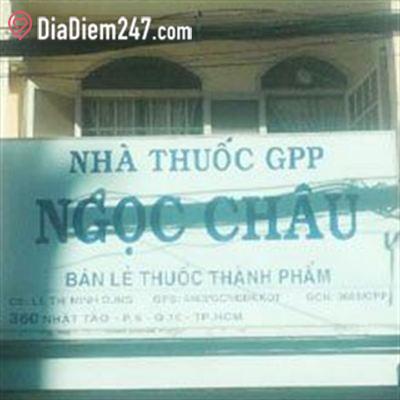 DiaDiem247.com
NHÀ THUỐC GPP
NGỌC CHÂU
BÁN LẺ THUỐC THÀNH PHẨM
360 NHẬT TẢO - P.6 - Q.10 - TP.HCM